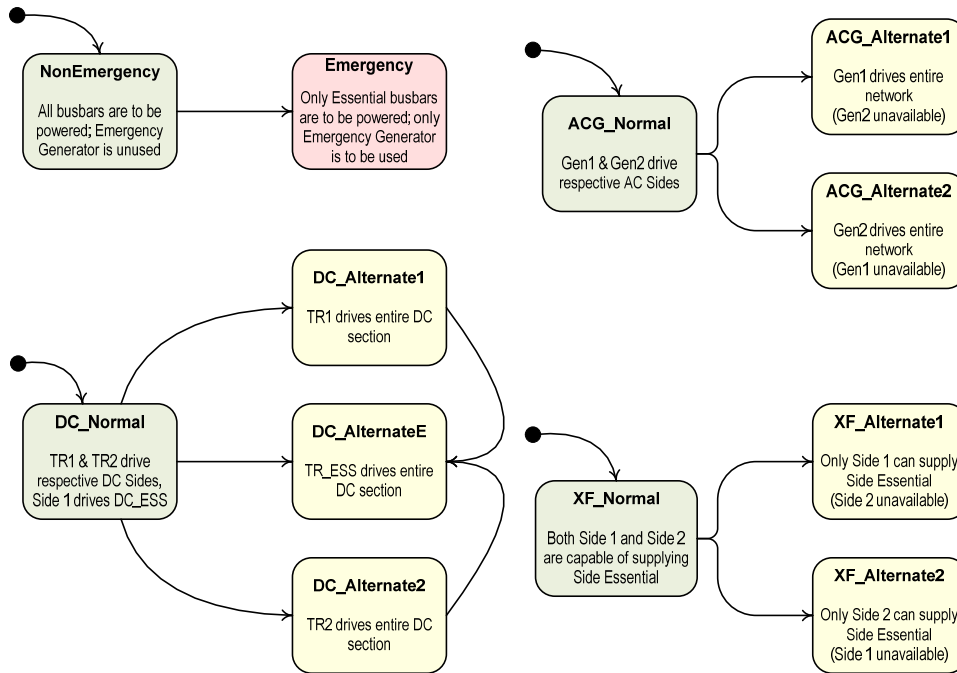 NonEmergency
All busbars are to be
powered; Emergency
Generator is unused
Emergency
Only Essential busbars
are to be powered; only
Emergency Generator
is to be used
ACG_Normal
Gen1 & Gen2 drive
respective AC Sides
ACG_Alternate1
Gen1 drives entire
network
(Gen2 unavailable)
ACG_Alternate2
Gen2 drives entire
network
(Gen1 unavailable)
DC_Normal
TR1 & TR2 drive
respective DC Sides,
Side 1 drives DC_ESS
DC_Alternate1
TR1 drives entire DC
section
DC_AlternateE
TR_ESS drives entire
DC section
DC_Alternate2
TR2 drives entire DC
section
XF_Normal
Both Side 1 and Side 2
are capable of supplying
Side Essential
XF_Alternate1
Only Side 1 can supply
Side Essential
(Side 2 unavailable)
XF_Alternate2
Only Side 2 can supply
Side Essential
(Side 1 unavailable)